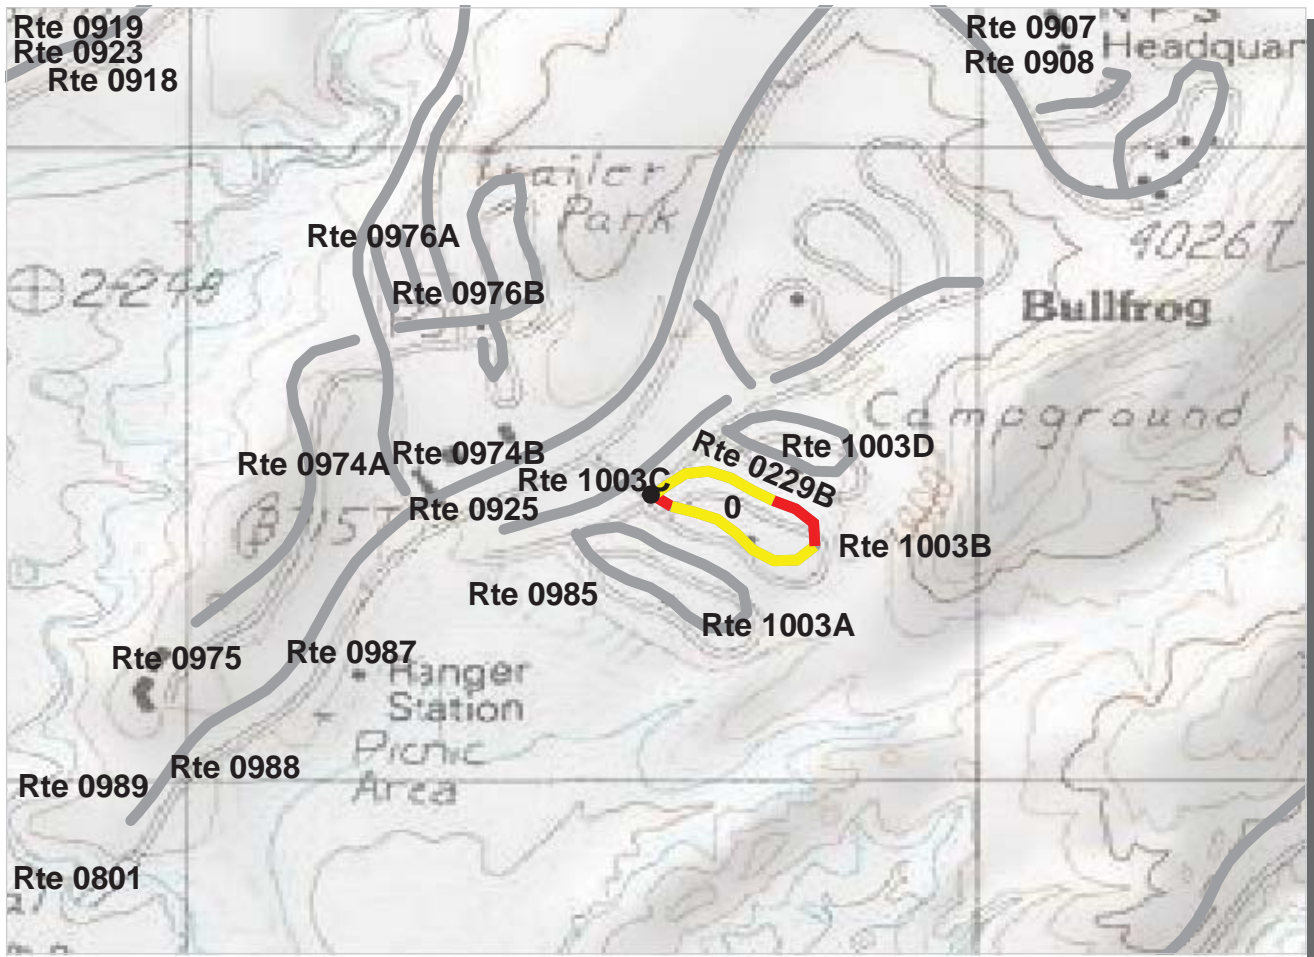 Rte 0919
Rte 0923
Rte 0918
Rte 0907
Headquar
Rte 0908
Trailer
Park
Rte 0976A
4026T
2-248
Rte 0976B
Bullfrog
Campground
Rte 0974A
Rte 0974B
Rte 1003D
Rte 0229B
Rte 1003C
0
Rte 0925
Rte 1003B
Rte 0985
Rte 1003A
Rte 0975
Rte 0987
Ranger
Station
Picnic
Area
Rte 0988
Rte 0989
Rte 0801